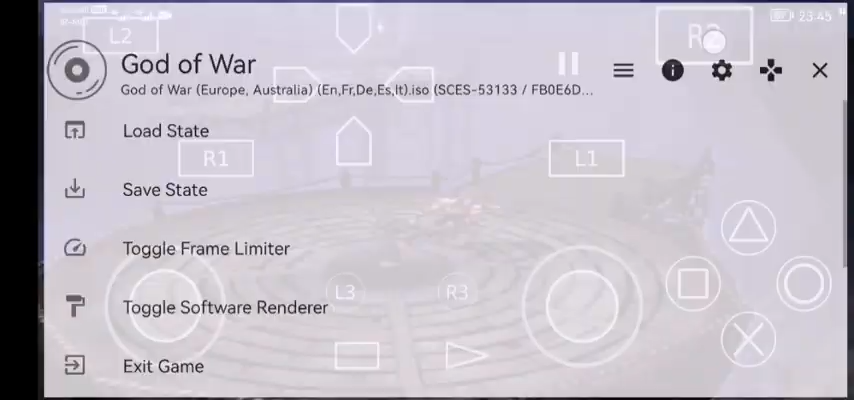 L2
R2
23:45
God of War
God of War (Europe, Australia) (En,Fr,De,Es,It).iso (SCES-53133 / FB0E6D...
Load State
R1
L1
Save State
Toggle Frame Limiter
L3
R3
Toggle Software Renderer
Exit Game